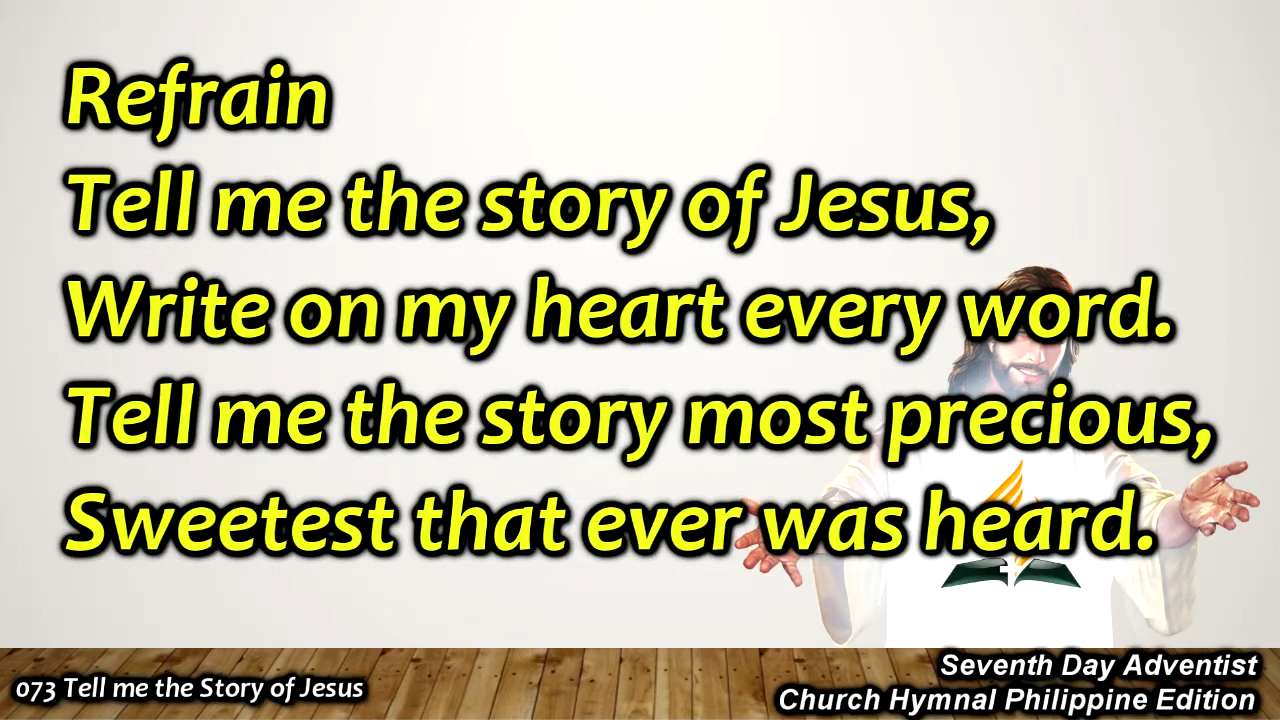 Refrain
Tell me the story of Jesus,
Write on my heart every word.
Tell me the story most precious,
Sweetest that ever was heard.
073 Tell me the Story of Jesus
Seventh Day Adventist
Church Hymnal Philippine Edition